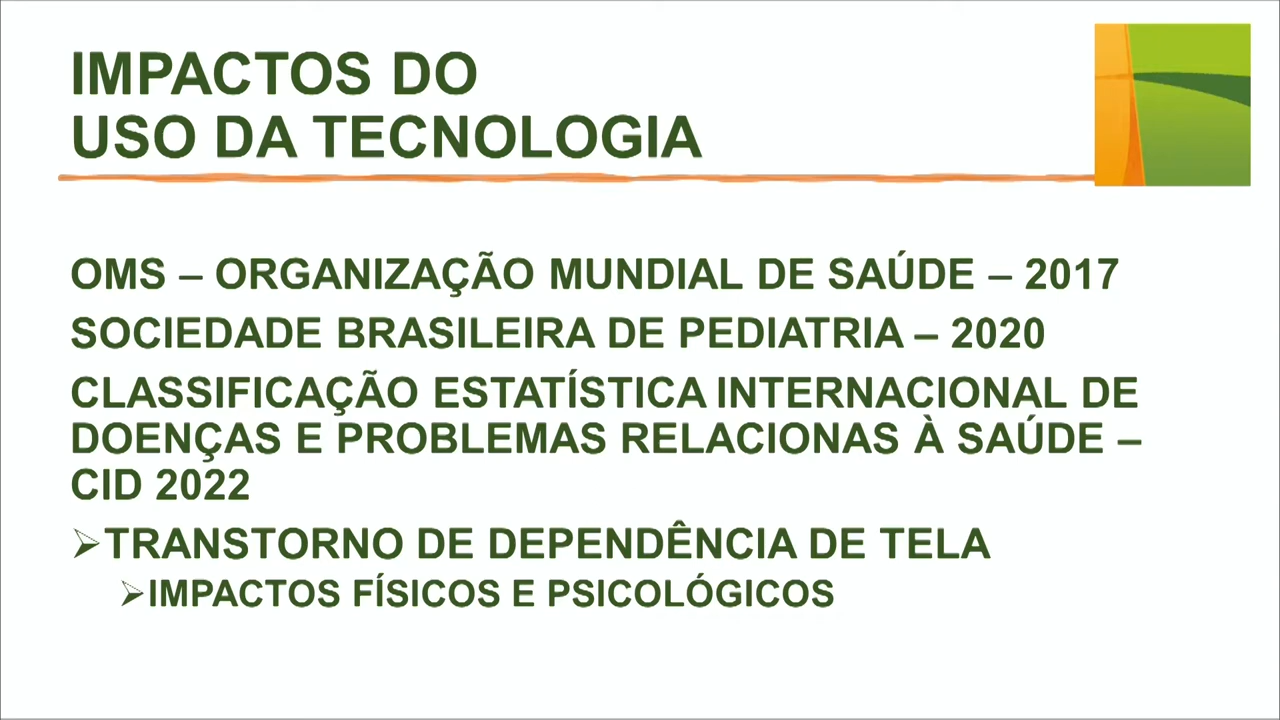 IMPACTOS DO
USO DA TECNOLOGIA
OMS – ORGANIZAÇÃO MUNDIAL DE SAÚDE – 2017
SOCIEDADE BRASILEIRA DE PEDIATRIA – 2020
CLASSIFICAÇÃO ESTATÍSTICA INTERNACIONAL DE
DOENÇAS E PROBLEMAS RELACIONAS À SAÚDE –
CID 2022
➢TRANSTORNO DE DEPENDÊNCIA DE TELA
➢IMPACTOS FÍSICOS E PSICOLÓGICOS